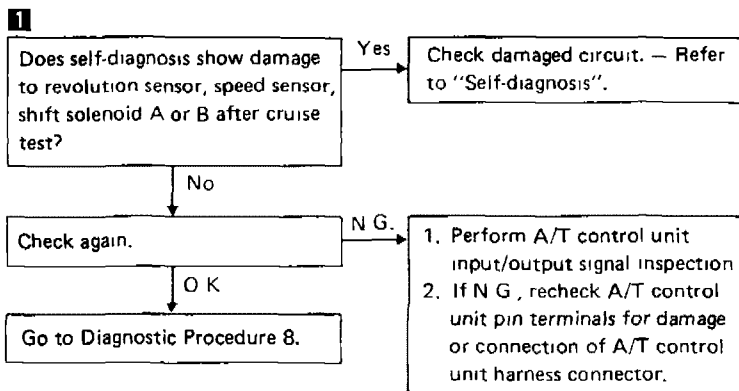 1
Does self-diagnosis show damage
to revolution sensor, speed sensor,
shift solenoid A or B after cruise
test?
Yes
Check damaged circuit. — Refer
to "Self-diagnosis".
No
Check again.
N G.
1. Perform A/T control unit
input/output signal inspection
2. If N G , recheck A/T control
unit pin terminals for damage
or connection of A/T control
unit harness connector.
O K
Go to Diagnostic Procedure 8.